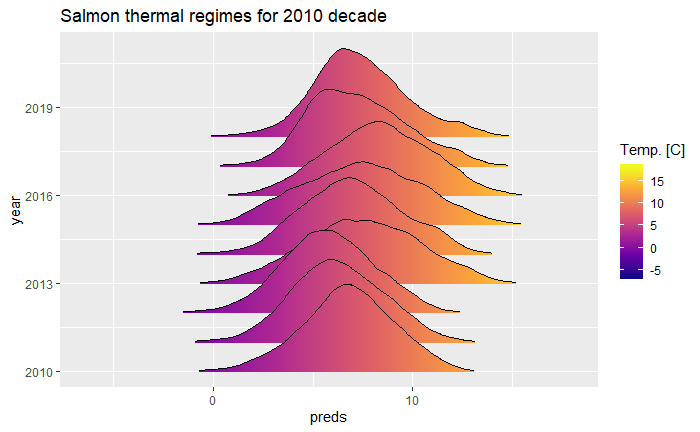 Salmon thermal regimes for 2010 decade
year
2019
2016
2013
2010
0
10
preds
Temp. [C]
15
10
5
0
-5